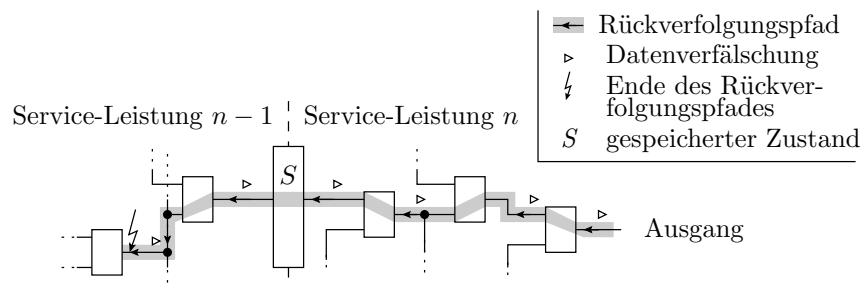 Rückverfolgungspfad
Datenverfälschung
Ende des Rückver-
folgungspfades
S gespeicherter Zustand
Service-Leistung n − 1
Service-Leistung n
S
Ausgang